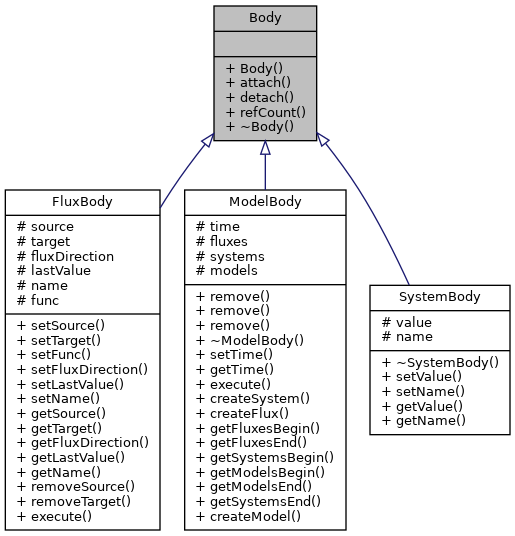 Body
+ Body()
+ attach()
+ detach()
+ refCount()
+ ~Body()
FluxBody
# source
# target
# fluxDirection
# lastValue
# name
# func
+ setSource()
+ setTarget()
+ setFunc()
+ setFluxDirection()
+ setLastValue()
+ setName()
+ getSource()
+ getTarget()
+ getFluxDirection()
+ getLastValue()
+ getName()
+ removeSource()
+ removeTarget()
+ execute()
ModelBody
# time
# fluxes
# systems
# models
+ remove()
+ remove()
+ remove()
+ ~ModelBody()
+ setTime()
+ getTime()
+ execute()
+ createSystem()
+ createFlux()
+ getFluxesBegin()
+ getFluxesEnd()
+ getSystemsBegin()
+ getModelsBegin()
+ getModelsEnd()
+ getSystemsEnd()
+ createModel()
SystemBody
# value
# name
+ ~SystemBody()
+ setValue()
+ setName()
+ getValue()
+ getName()